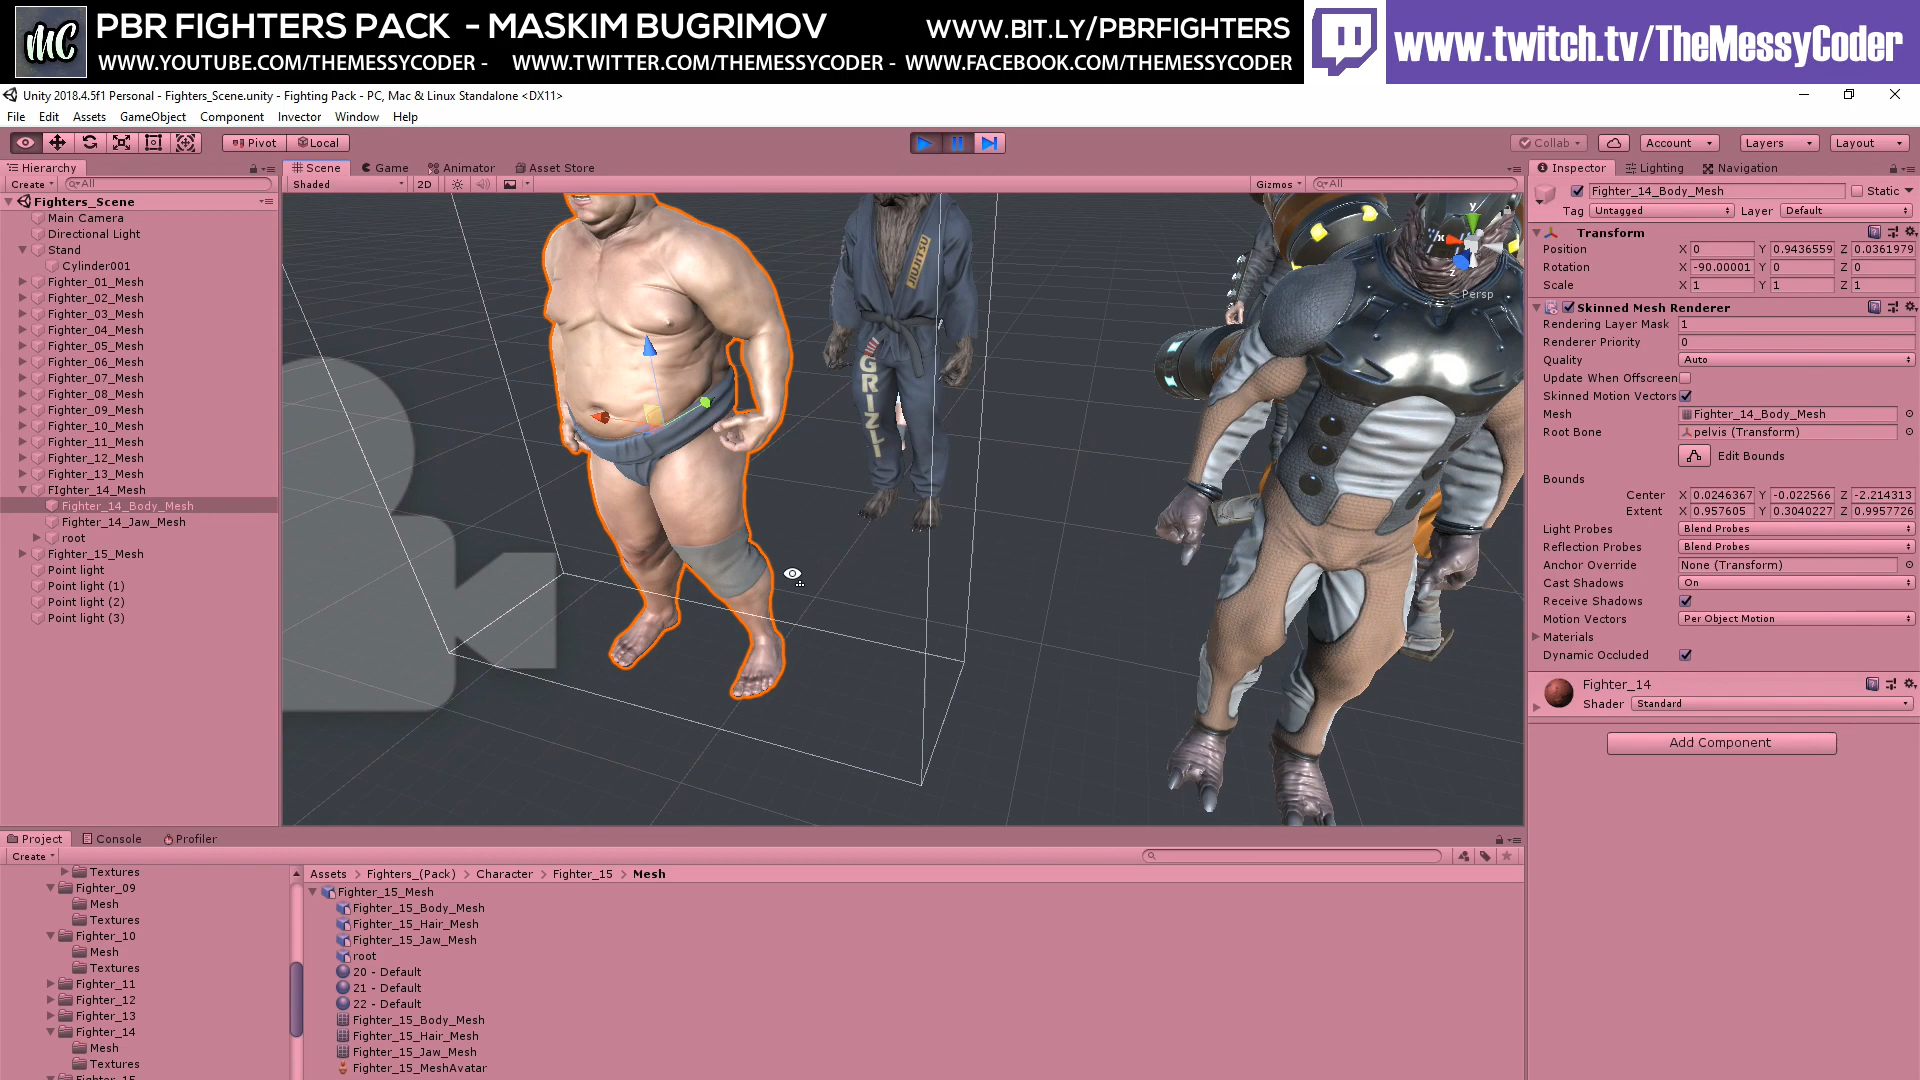 MC
PBR FIGHTERS PACK - MASKIM BUGRIMOV
WWW.BIT.LY/PBRFIGHTERS
WWW.YOUTUBE.COM/THEMESSYCODER - WWW.TWITTER.COM/THEMESSYCODER - WWW.FACEBOOK.COM/THEMESSYCODER
www.twitch.tv/TheMessyCoder
Unity 2018.4.5f1 Personal - Fighters_Scene.unity - Fighting Pack - PC, Mac & Linux Standalone <DX11>
File Edit Assets GameObject Component Invector Window Help
Pivot Local
Collab Account Layers Layout
Hierarchy
Create All
Fighters_Scene
Main Camera
Directional Light
Stand
Cylinder001
Fighter_01_Mesh
Fighter_02_Mesh
Fighter_03_Mesh
Fighter_04_Mesh
Fighter_05_Mesh
Fighter_06_Mesh
Fighter_07_Mesh
Fighter_08_Mesh
Fighter_09_Mesh
Fighter_10_Mesh
Fighter_11_Mesh
Fighter_12_Mesh
Fighter_13_Mesh
FIghter_14_Mesh
Fighter_14_Body_Mesh
Fighter_14_Jaw_Mesh
root
Fighter_15_Mesh
Point light
Point light (1)
Point light (2)
Point light (3)
Scene Game Animator Asset Store
Shaded 2D Gizmos All
JIUJITSU
GRIZLI
y
x
z
Persp
Inspector Lighting Navigation
Fighter_14_Body_Mesh Static
Tag Untagged Layer Default
Transform
Position X 0 Y 0.9436559 Z 0.0361979
Rotation X -90.00001 Y 0 Z 0
Scale X 1 Y 1 Z 1
Skinned Mesh Renderer
Rendering Layer Mask 1
Renderer Priority 0
Quality Auto
Update When Offscreen
Skinned Motion Vectors
Mesh Fighter_14_Body_Mesh
Root Bone pelvis (Transform)
Edit Bounds
Bounds
Center X 0.0246367 Y -0.022566 Z -2.214313
Extent X 0.957605 Y 0.3040227 Z 0.9957726
Light Probes Blend Probes
Reflection Probes Blend Probes
Anchor Override None (Transform)
Cast Shadows On
Receive Shadows
Motion Vectors Per Object Motion
Materials
Dynamic Occluded
Fighter_14
Shader Standard
Add Component
Project Console Profiler
Create
Textures
Fighter_09
Mesh
Textures
Fighter_10
Mesh
Textures
Fighter_11
Fighter_12
Fighter_13
Fighter_14
Mesh
Textures
Fighter_15
Assets > Fighters_(Pack) > Character > Fighter_15 > Mesh
Fighter_15_Mesh
Fighter_15_Body_Mesh
Fighter_15_Hair_Mesh
Fighter_15_Jaw_Mesh
root
20 - Default
21 - Default
22 - Default
Fighter_15_Body_Mesh
Fighter_15_Hair_Mesh
Fighter_15_Jaw_Mesh
Fighter_15_MeshAvatar